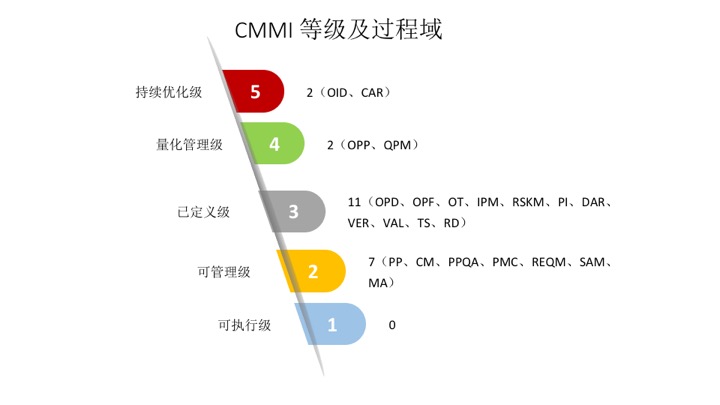 CMMI 等级及过程域
持续优化级 5 2（OID、CAR）
量化管理级 4 2（OPP、QPM）
已定义级 3 11（OPD、OPF、OT、IPM、RSKM、PI、DAR、
VER、VAL、TS、RD）
可管理级 2 7（PP、CM、PPQA、PMC、REQM、SAM、
MA）
可执行级 1 0